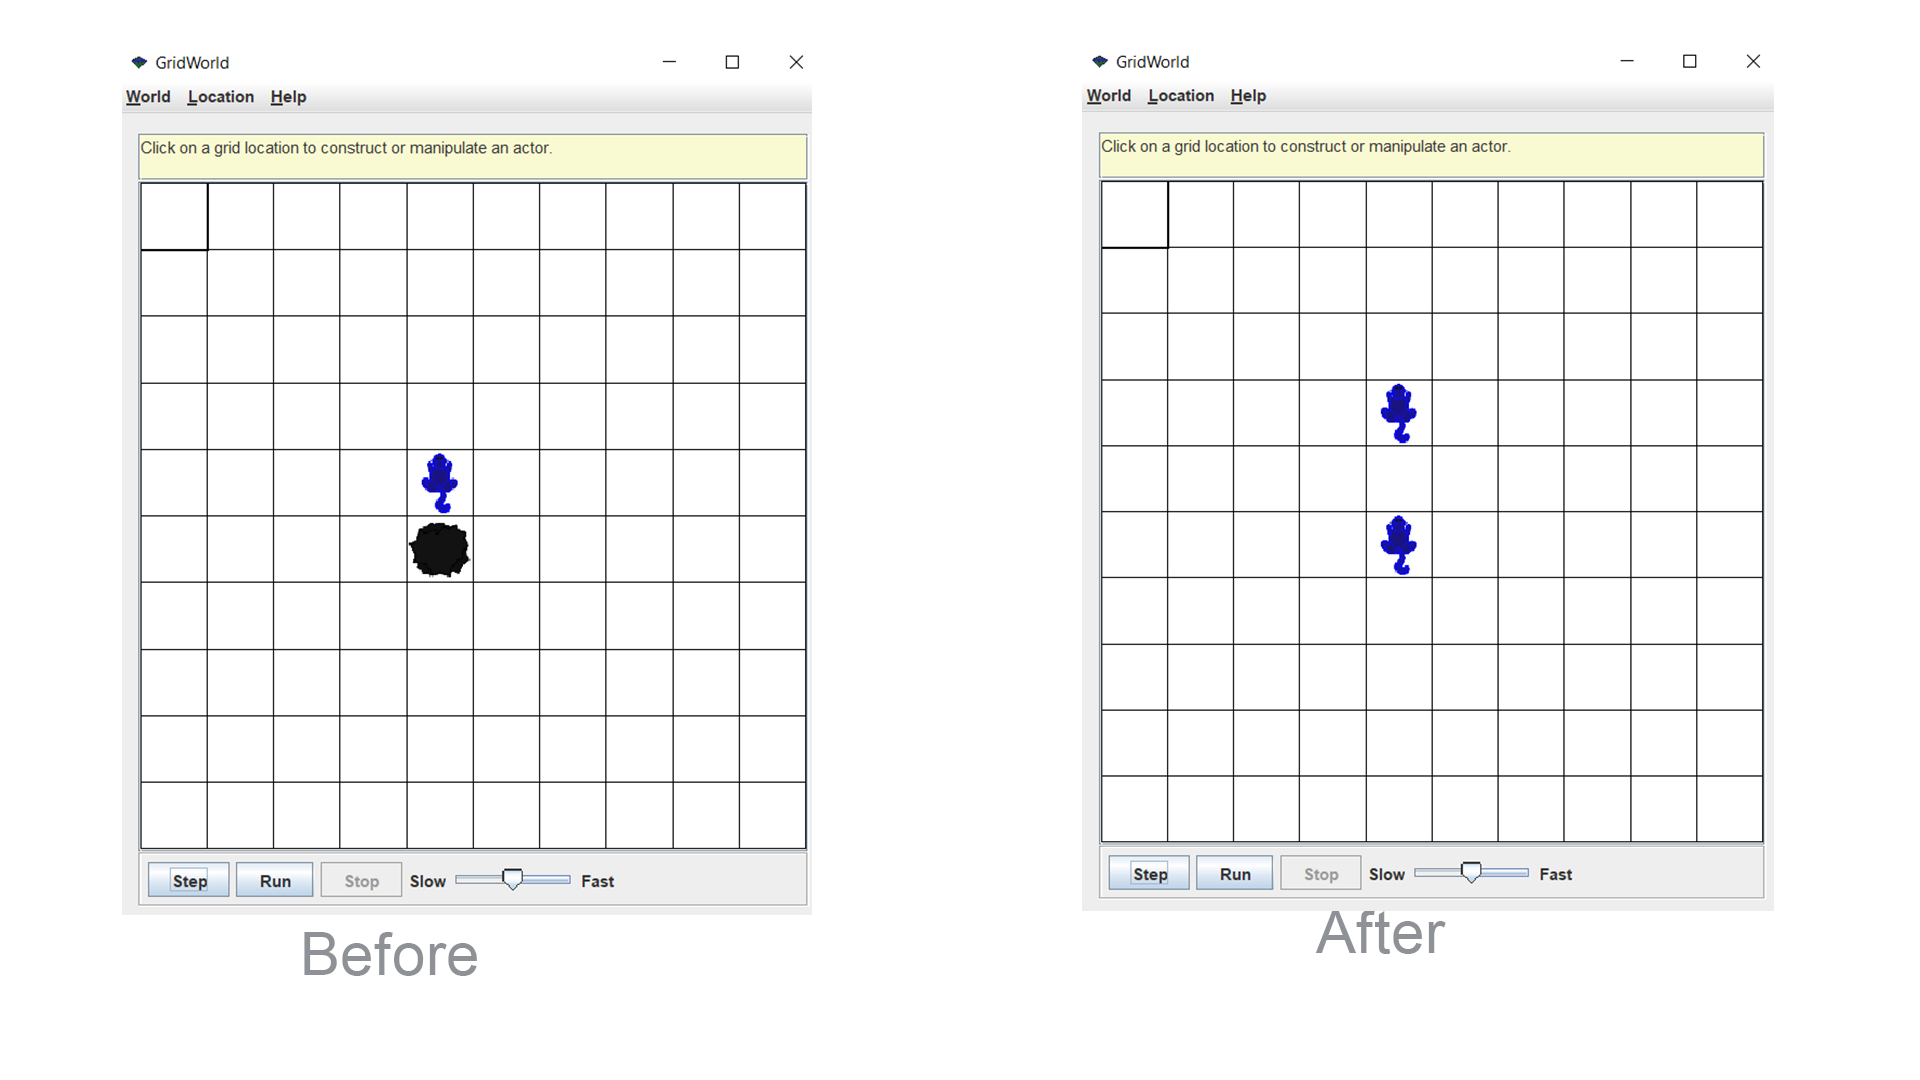 GridWorld
World Location Help
Click on a grid location to construct or manipulate an actor.
Step Run Stop Slow Fast
Before
GridWorld
World Location Help
Click on a grid location to construct or manipulate an actor.
Step Run Stop Slow Fast
After